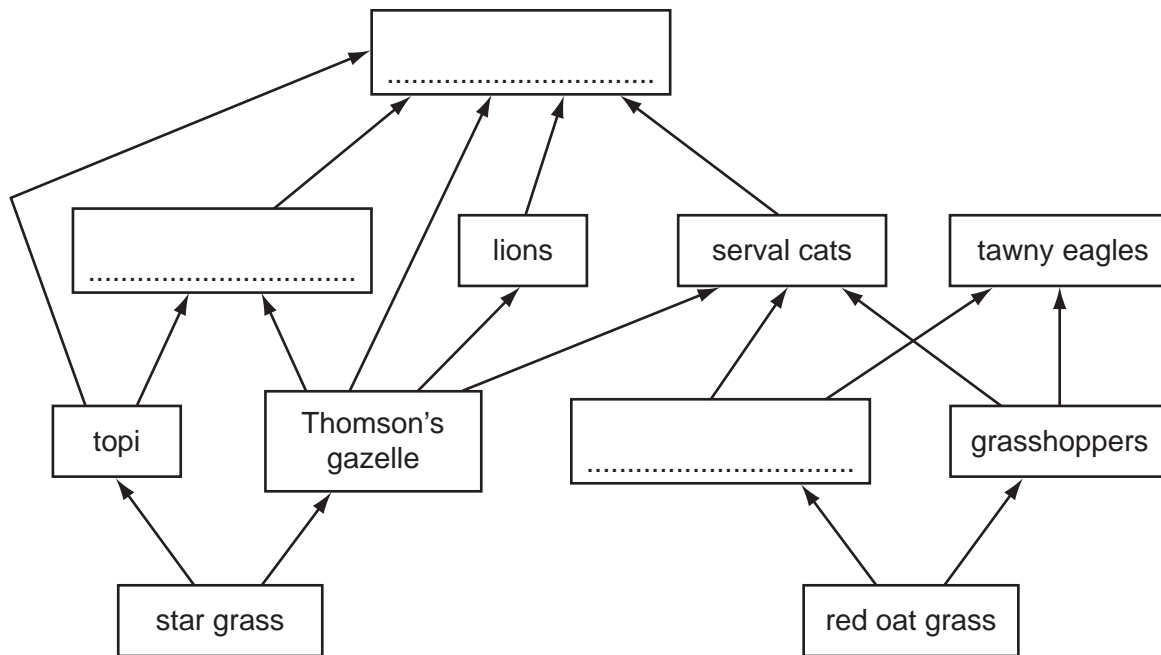 .................................
.................................
lions
serval cats
tawny eagles
topi
Thomson's
gazelle
.................................
grasshoppers
star grass
red oat grass